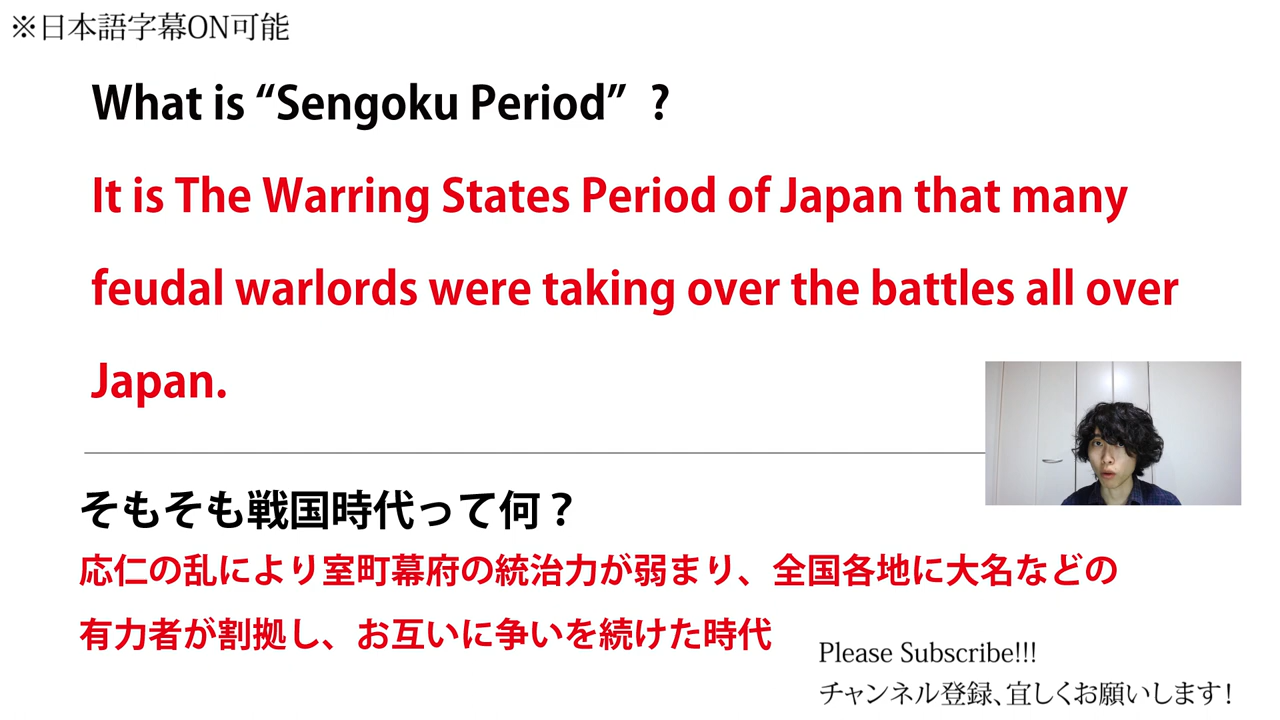 ※日本語字幕ON可能
What is “Sengoku Period” ?
It is The Warring States Period of Japan that many
feudal warlords were taking over the battles all over
Japan.
そもそも戦国時代って何？
応仁の乱により室町幕府の統治力が弱まり、全国各地に大名などの
有力者が割拠し、お互いに争いを続けた時代
Please Subscribe!!!
チャンネル登録、宜しくお願いします！